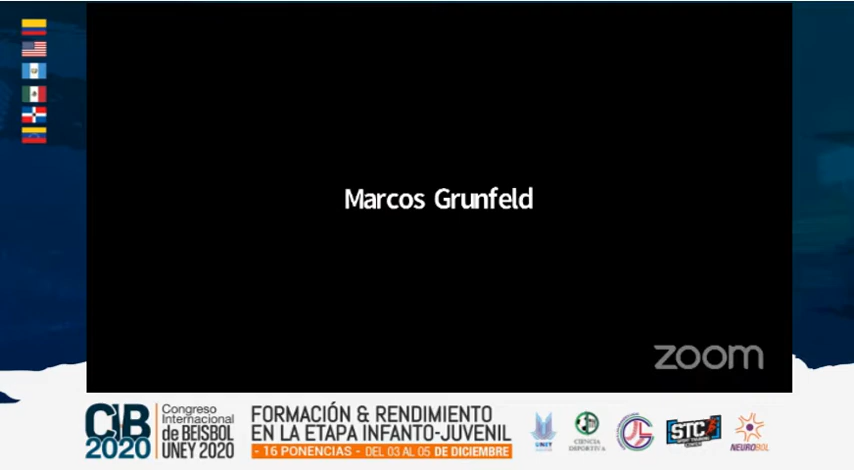 Marcos Grunfeld
zoom
CIB
2020
Congreso
Internacional
de BEISBOL
UNEY 2020
FORMACIÓN & RENDIMIENTO
EN LA ETAPA INFANTO-JUVENIL
- 16 PONENCIAS - DEL 03 AL 05 DE DICIEMBRE
UNEY
CIENCIA
DEPORTIVA
STC
NEUROBOL